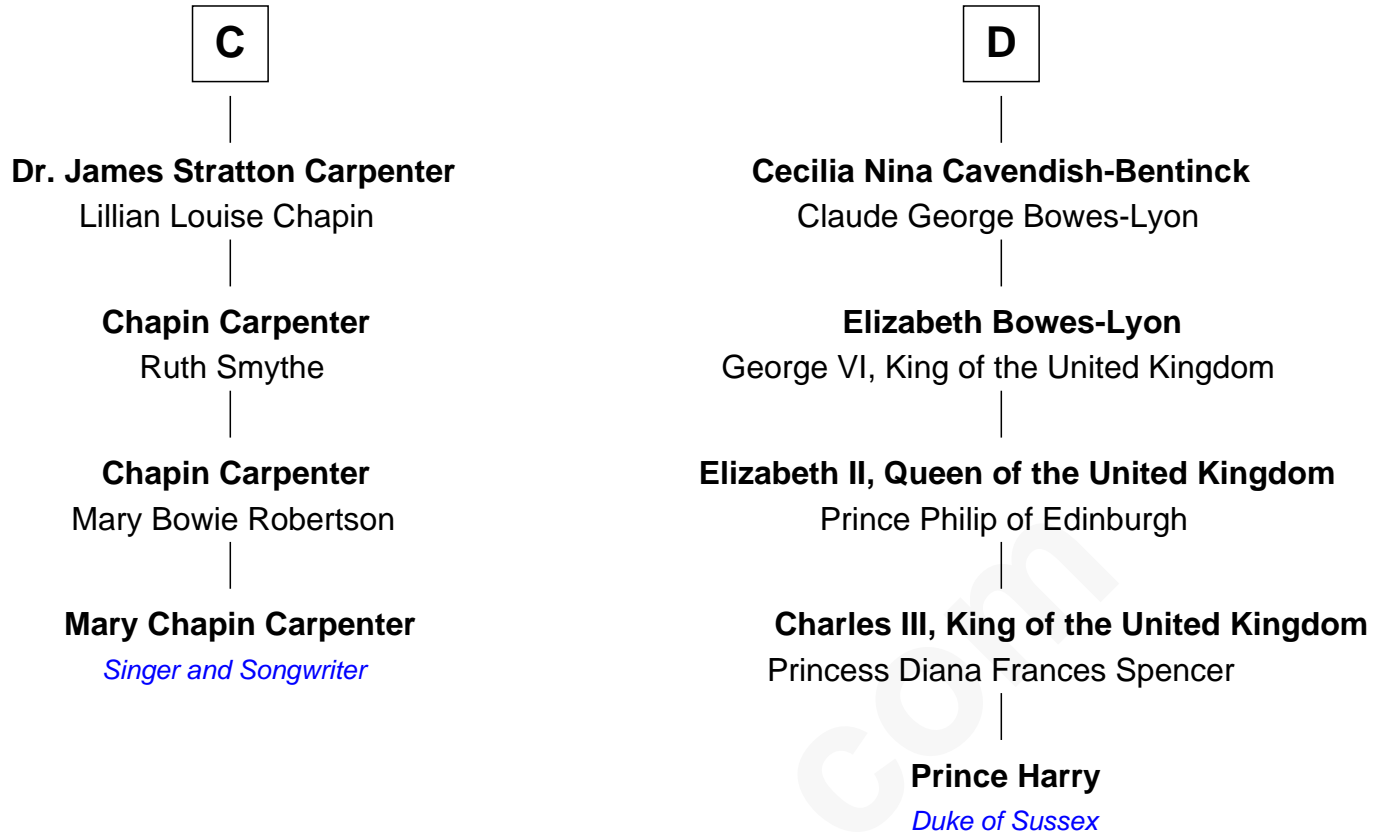 C
Dr. James Stratton Carpenter
Lillian Louise Chapin
Chapin Carpenter
Ruth Smythe
Chapin Carpenter
Mary Bowie Robertson
Mary Chapin Carpenter
Singer and Songwriter
D
Cecilia Nina Cavendish-Bentinck
Claude George Bowes-Lyon
Elizabeth Bowes-Lyon
George VI, King of the United Kingdom
Elizabeth II, Queen of the United Kingdom
Prince Philip of Edinburgh
Charles III, King of the United Kingdom
Princess Diana Frances Spencer
Prince Harry
Duke of Sussex
com